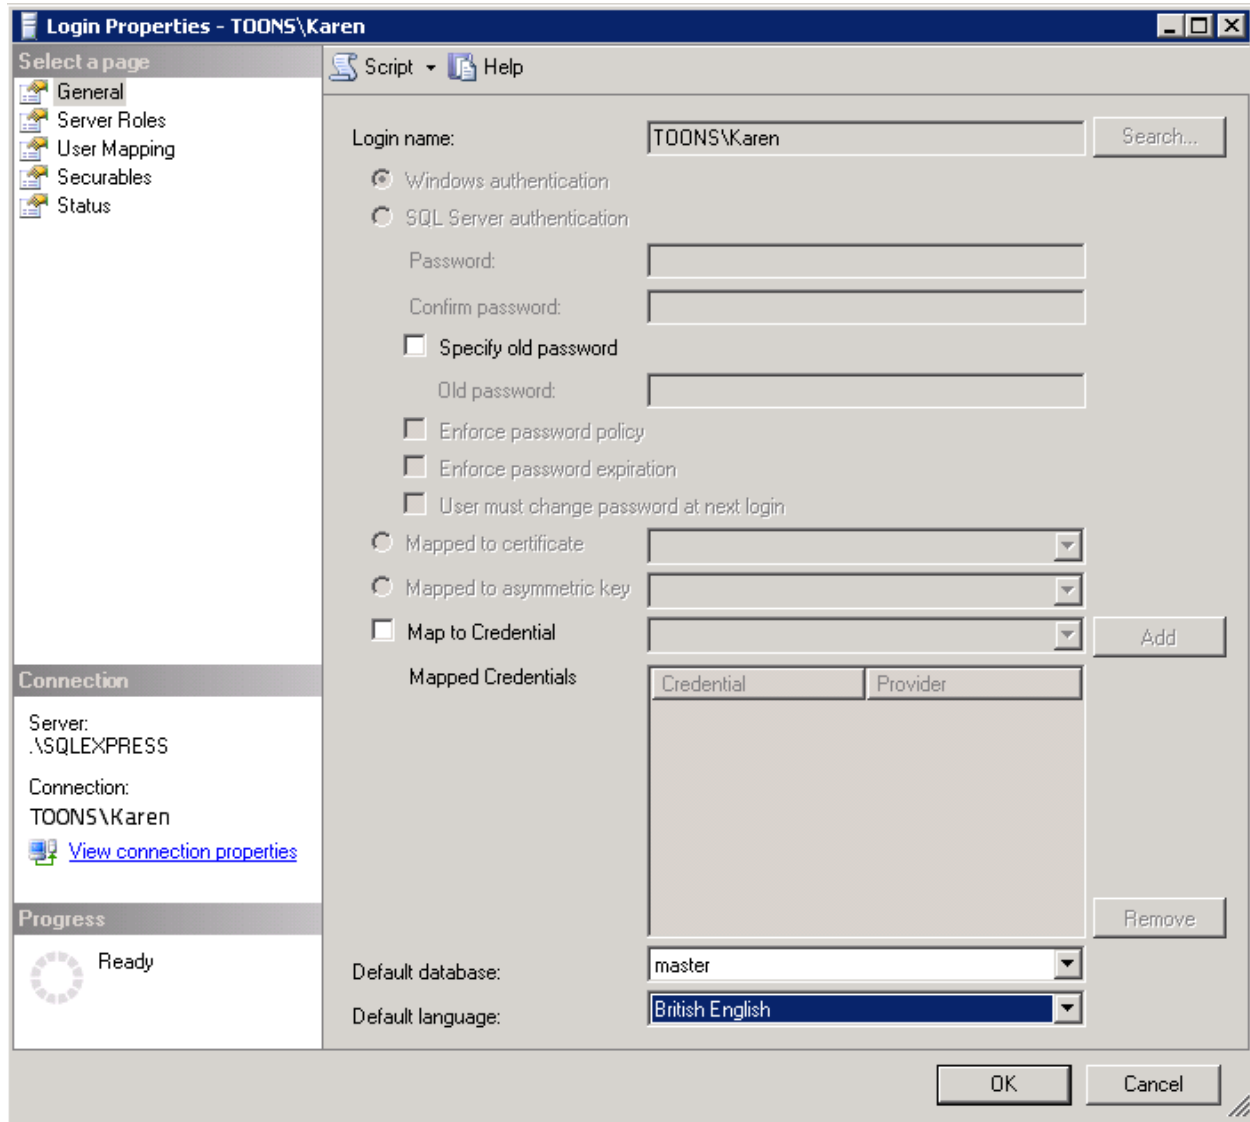 Login Properties - TOONS\Karen
Select a page
General
Server Roles
User Mapping
Securables
Status
Script
Help
Login name:
TOONS\Karen
Search...
Windows authentication
SQL Server authentication
Password:
Confirm password:
Specify old password
Old password:
Enforce password policy
Enforce password expiration
User must change password at next login
Mapped to certificate
Mapped to asymmetric key
Map to Credential
Add
Mapped Credentials
Credential
Provider
Remove
Default database:
master
Default language:
British English
Connection
Server:
.\SQLEXPRESS
Connection:
TOONS\Karen
View connection properties
Progress
Ready
OK
Cancel